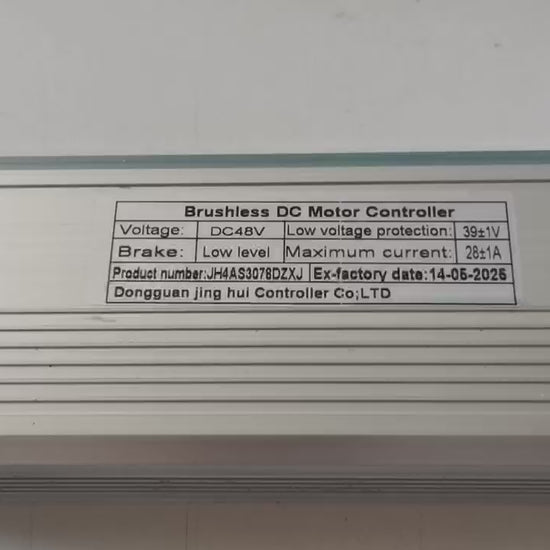 Brushless DC Motor Controller
Voltage: DC48V Low voltage protection: 39±1V
Brake: Low level Maximum current: 28±1A
Product number:JH4AS3078DZXJ Ex-factory date:14-05-2025
Dongguan jing hui Controller Co;LTD